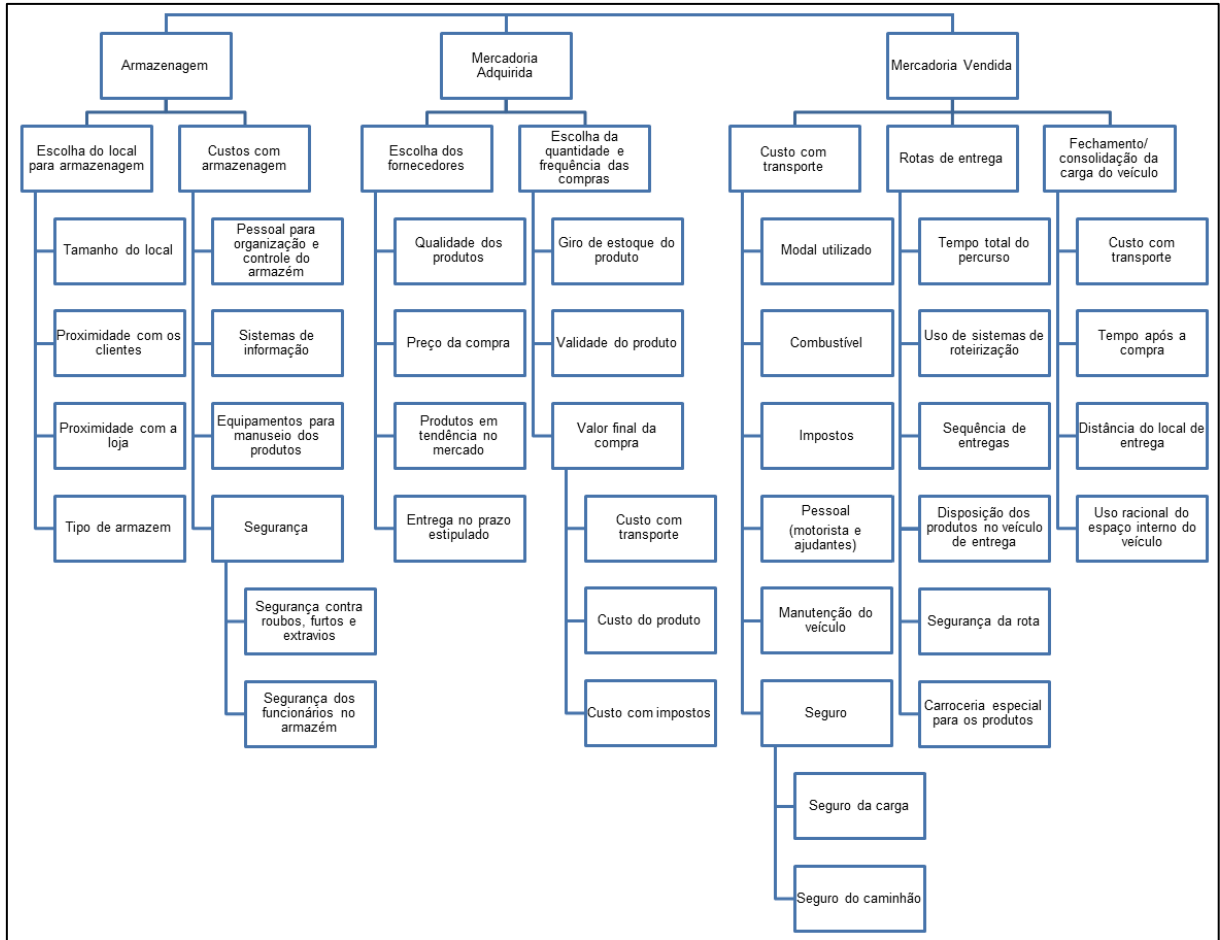 Armazenagem
Mercadoria
Adquirida
Mercadoria Vendida
Escolha do local
para armazenagem
Custos com
armazenagem
Escolha dos
fornecedores
Escolha da
quantidade e
frequência das
compras
Custo com
transporte
Rotas de entrega
Fechamento/
consolidação da
carga do veículo
Tamanho do local
Pessoal para
organização e
controle do
armazém
Qualidade dos
produtos
Giro de estoque do
produto
Modal utilizado
Tempo total do
percurso
Custo com
transporte
Proximidade com os
clientes
Sistemas de
informação
Preço da compra
Validade do produto
Combustível
Uso de sistemas de
roteirização
Tempo após a
compra
Proximidade com a
loja
Equipamentos para
manuseio dos
produtos
Produtos em
tendência no
mercado
Valor final da
compra
Impostos
Sequência de
entregas
Distância do local de
entrega
Tipo de armazem
Segurança
Entrega no prazo
estipulado
Custo com
transporte
Pessoal
(motorista e
ajudantes)
Disposição dos
produtos no veículo
de entrega
Uso racional do
espaço interno do
veículo
Segurança contra
roubos, furtos e
extravios
Custo do produto
Manutenção do
veículo
Segurança da rota
Segurança dos
funcionários no
armazém
Custo com impostos
Seguro
Carroceria especial
para os produtos
Seguro da carga
Seguro do caminhão